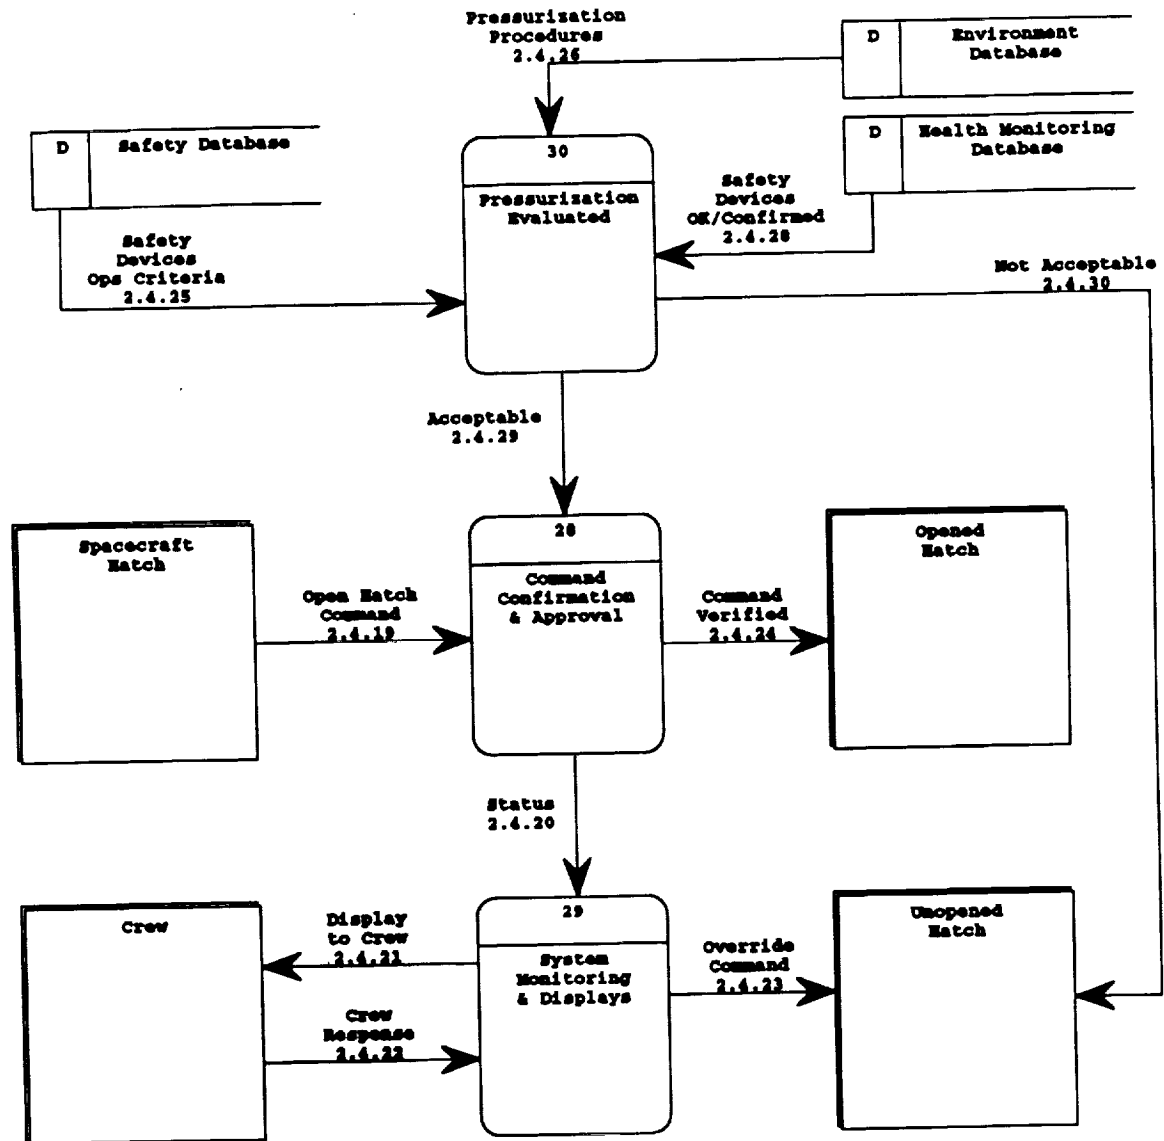 Pressurization
Procedures
2.4.26
D
Environment
Database
D
Safety Database
D
Health Monitoring
Database
30
Pressurization
Evaluated
Safety
Devices
OK/Confirmed
2.4.28
Safety
Devices
Ops Criteria
2.4.25
Not Acceptable
2.4.30
Acceptable
2.4.29
Spacecraft
Hatch
28
Command
Confirmation
& Approval
Opened
Hatch
Open Hatch
Command
2.4.19
Command
Verified
2.4.24
Status
2.4.20
Crew
Display
to Crew
2.4.21
29
System
Monitoring
& Displays
Override
Command
2.4.23
Unopened
Hatch
Crew
Response
2.4.22